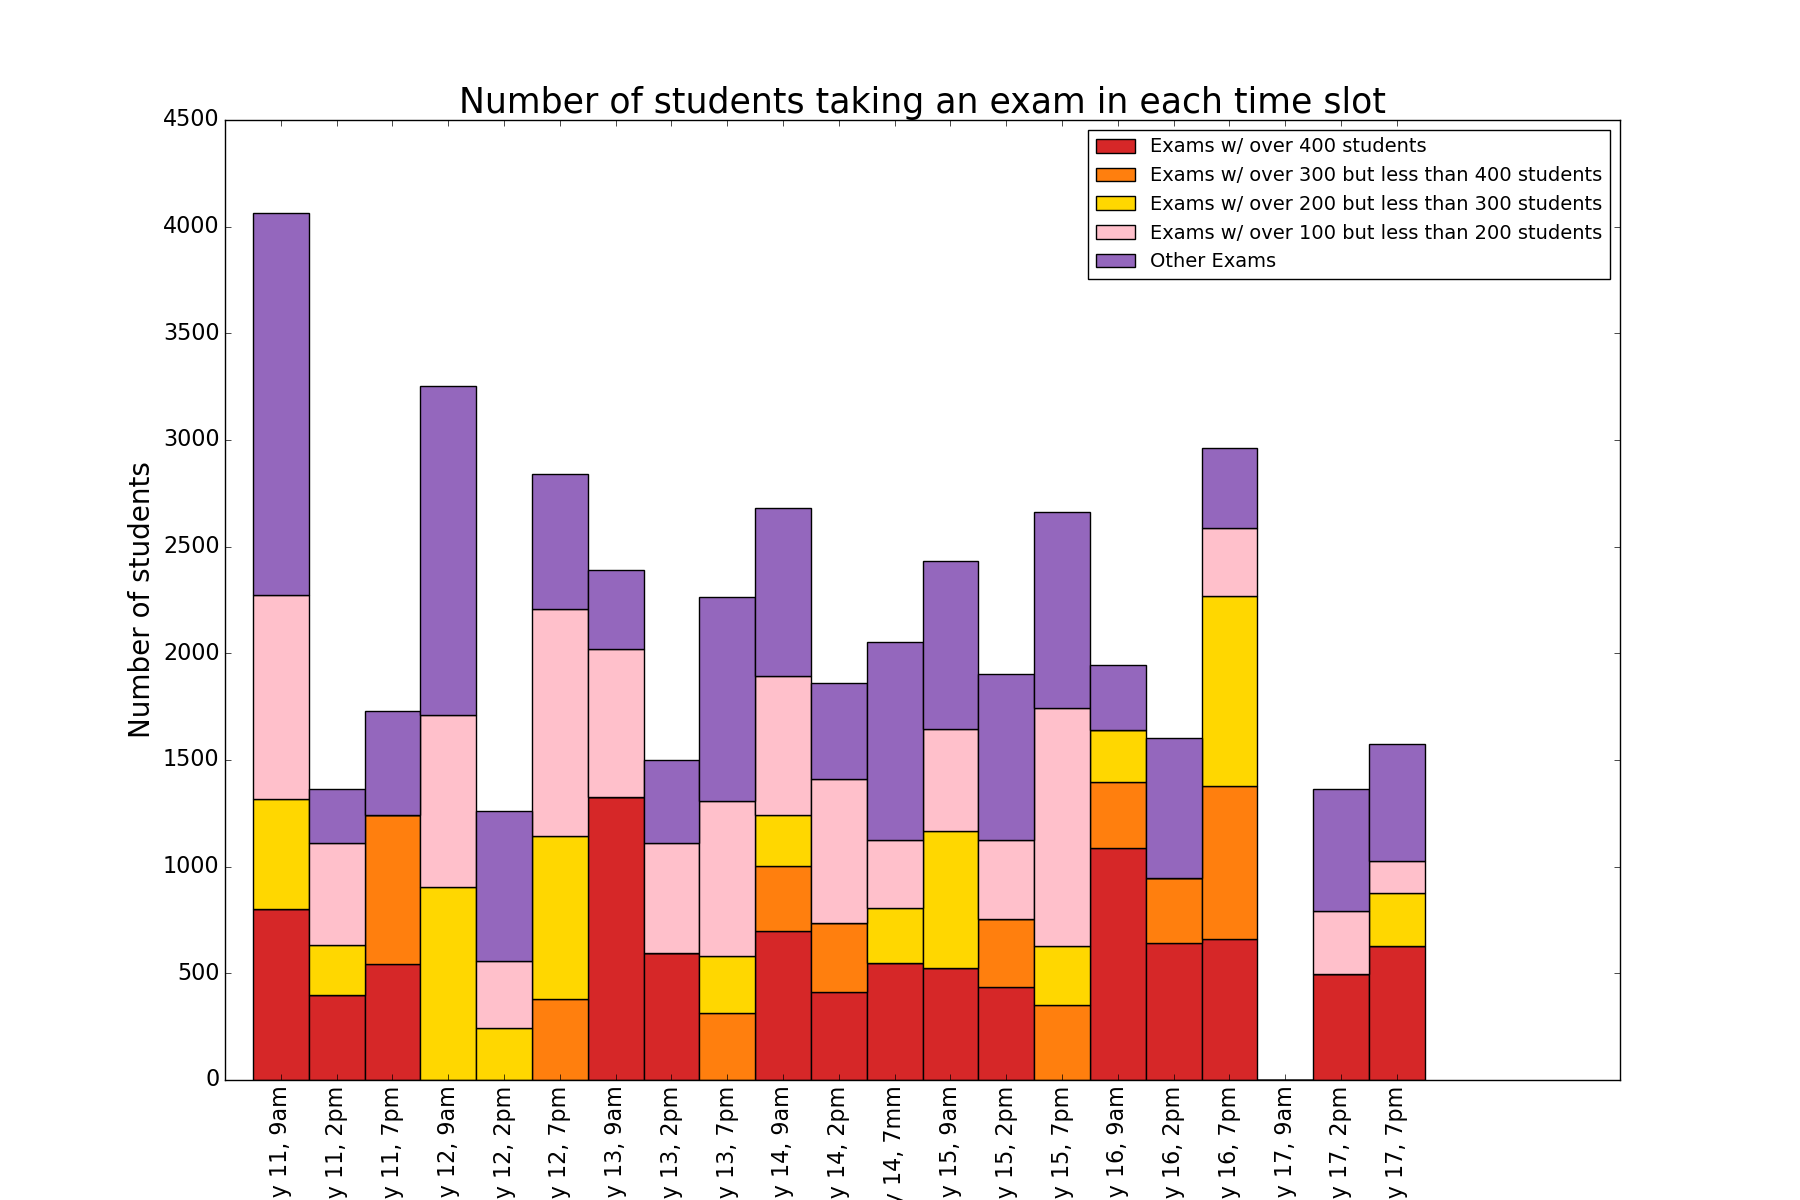 Number of students taking an exam in each time slot
Number of students
4500
4000
3500
3000
2500
2000
1500
1000
500
0
Exams w/ over 400 students
Exams w/ over 300 but less than 400 students
Exams w/ over 200 but less than 300 students
Exams w/ over 100 but less than 200 students
Other Exams
y 11, 9am
y 11, 2pm
y 11, 7pm
y 12, 9am
y 12, 2pm
y 12, 7pm
y 13, 9am
y 13, 2pm
y 13, 7pm
y 14, 9am
y 14, 2pm
y 14, 7mm
y 15, 9am
y 15, 2pm
y 15, 7pm
y 16, 9am
y 16, 2pm
y 16, 7pm
y 17, 9am
y 17, 2pm
y 17, 7pm